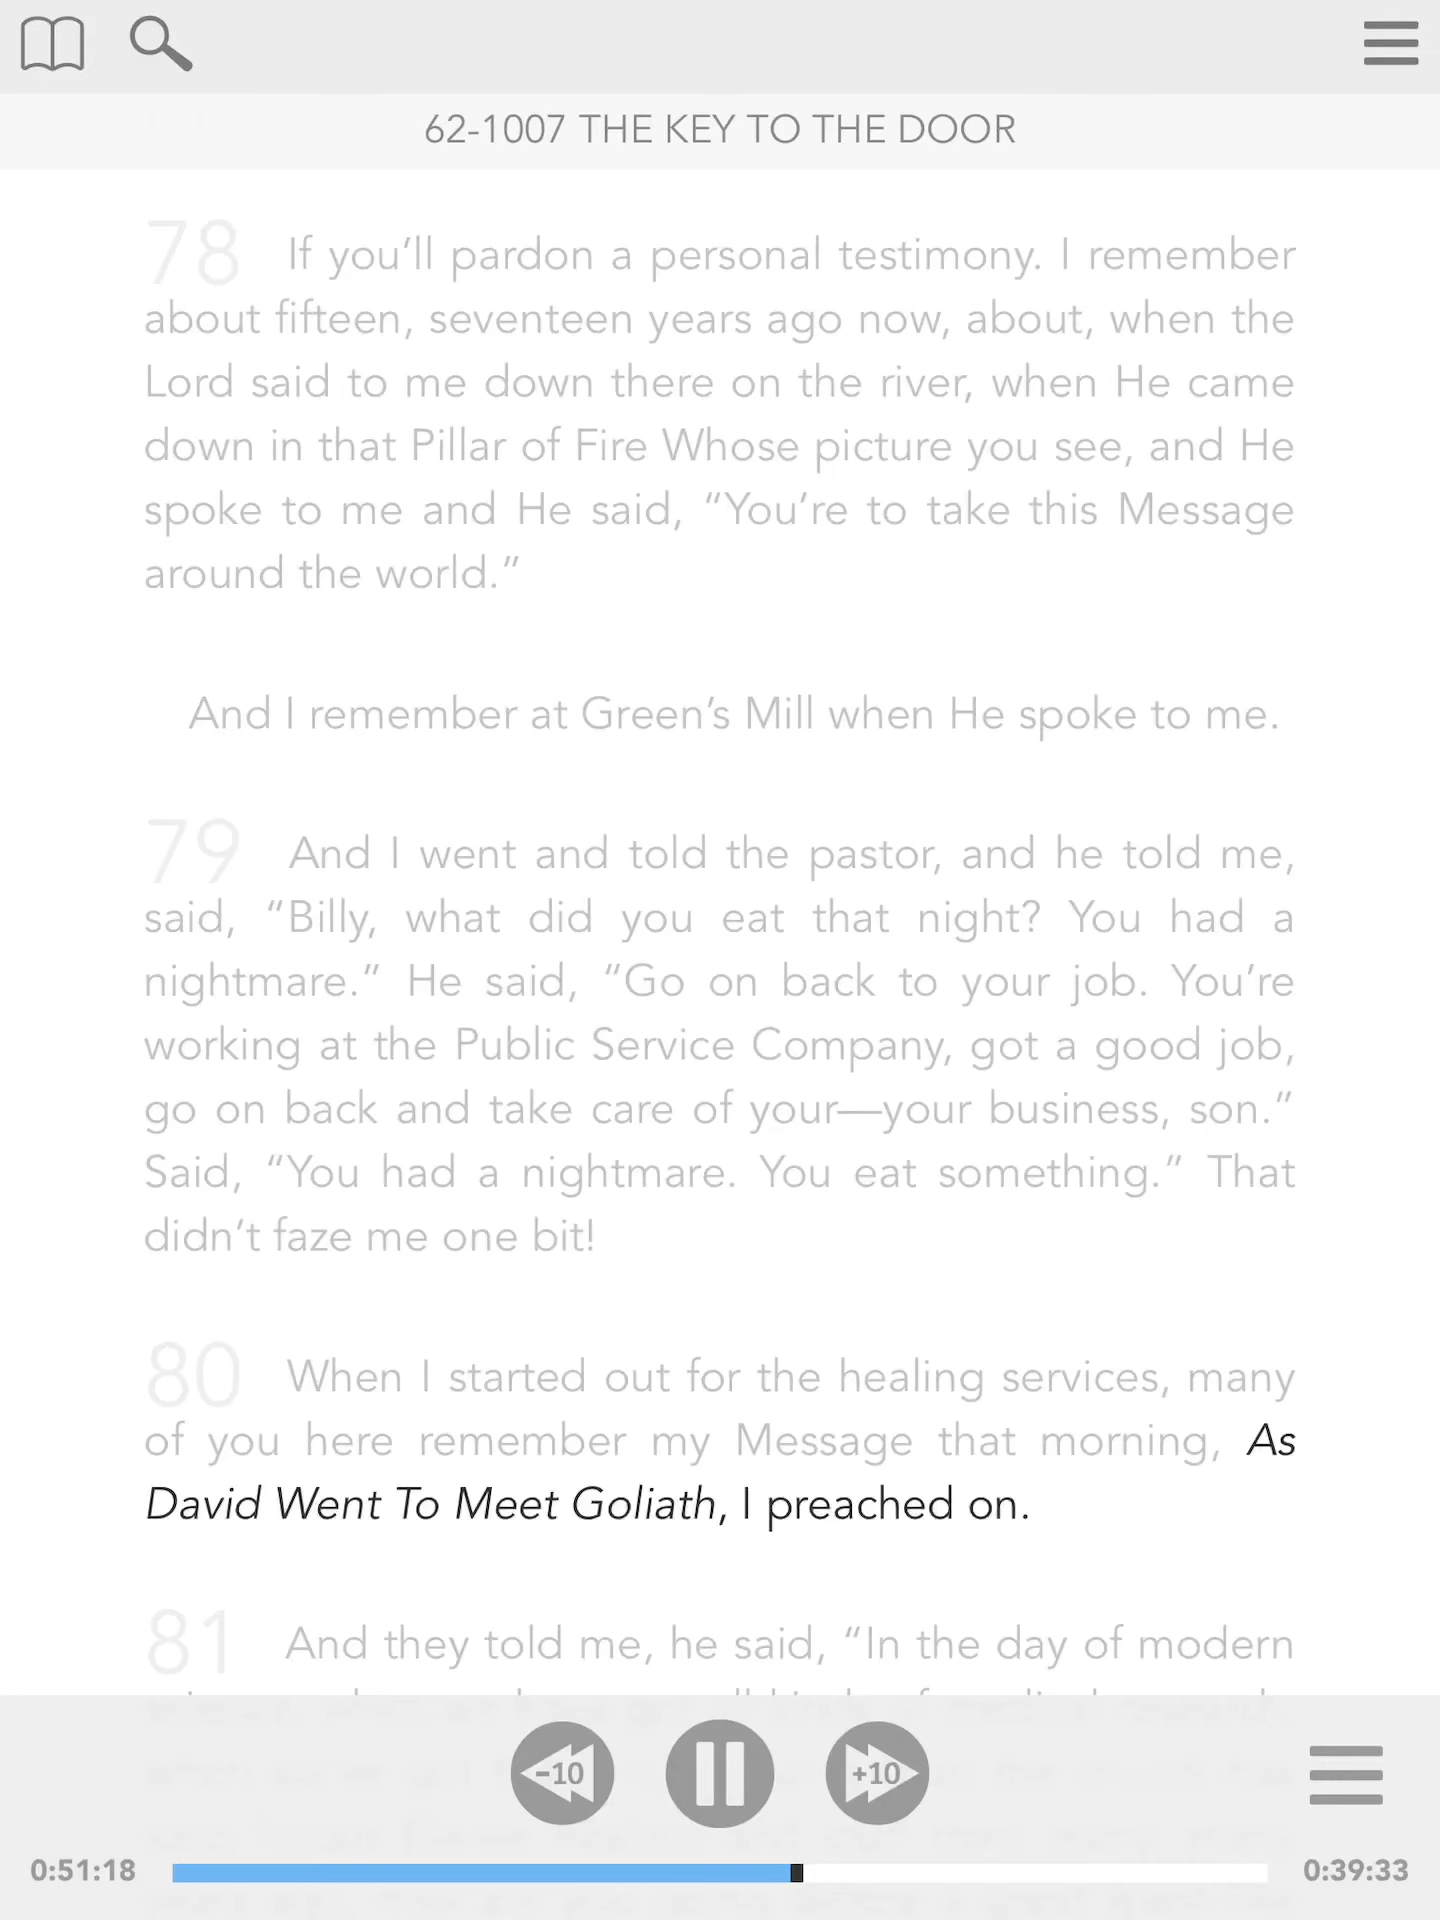 62-1007 THE KEY TO THE DOOR
78 If you’ll pardon a personal testimony. I remember
about fifteen, seventeen years ago now, about, when the
Lord said to me down there on the river, when He came
down in that Pillar of Fire Whose picture you see, and He
spoke to me and He said, “You’re to take this Message
around the world.”
And I remember at Green’s Mill when He spoke to me.
79 And I went and told the pastor, and he told me,
said, “Billy, what did you eat that night? You had a
nightmare.” He said, “Go on back to your job. You’re
working at the Public Service Company, got a good job,
go on back and take care of your—your business, son.”
Said, “You had a nightmare. You eat something.” That
didn’t faze me one bit!
80 When I started out for the healing services, many
of you here remember my Message that morning, As
David Went To Meet Goliath, I preached on.
81 And they told me, he said, “In the day of modern
-10 +10
0:51:18 0:39:33